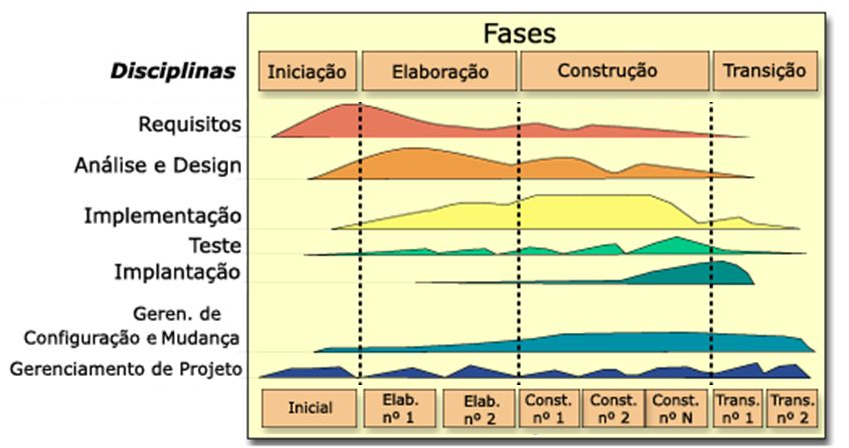 Fases
Disciplinas
Iniciação
Elaboração
Construção
Transição
Requisitos
Análise e Design
Implementação
Teste
Implantação
Geren. de
Configuração e Mudança
Gerenciamento de Projeto
Inicial
Elab.
nº 1
Elab.
nº 2
Const.
nº 1
Const.
nº 2
Const.
nº N
Trans.
nº 1
Trans.
nº 2